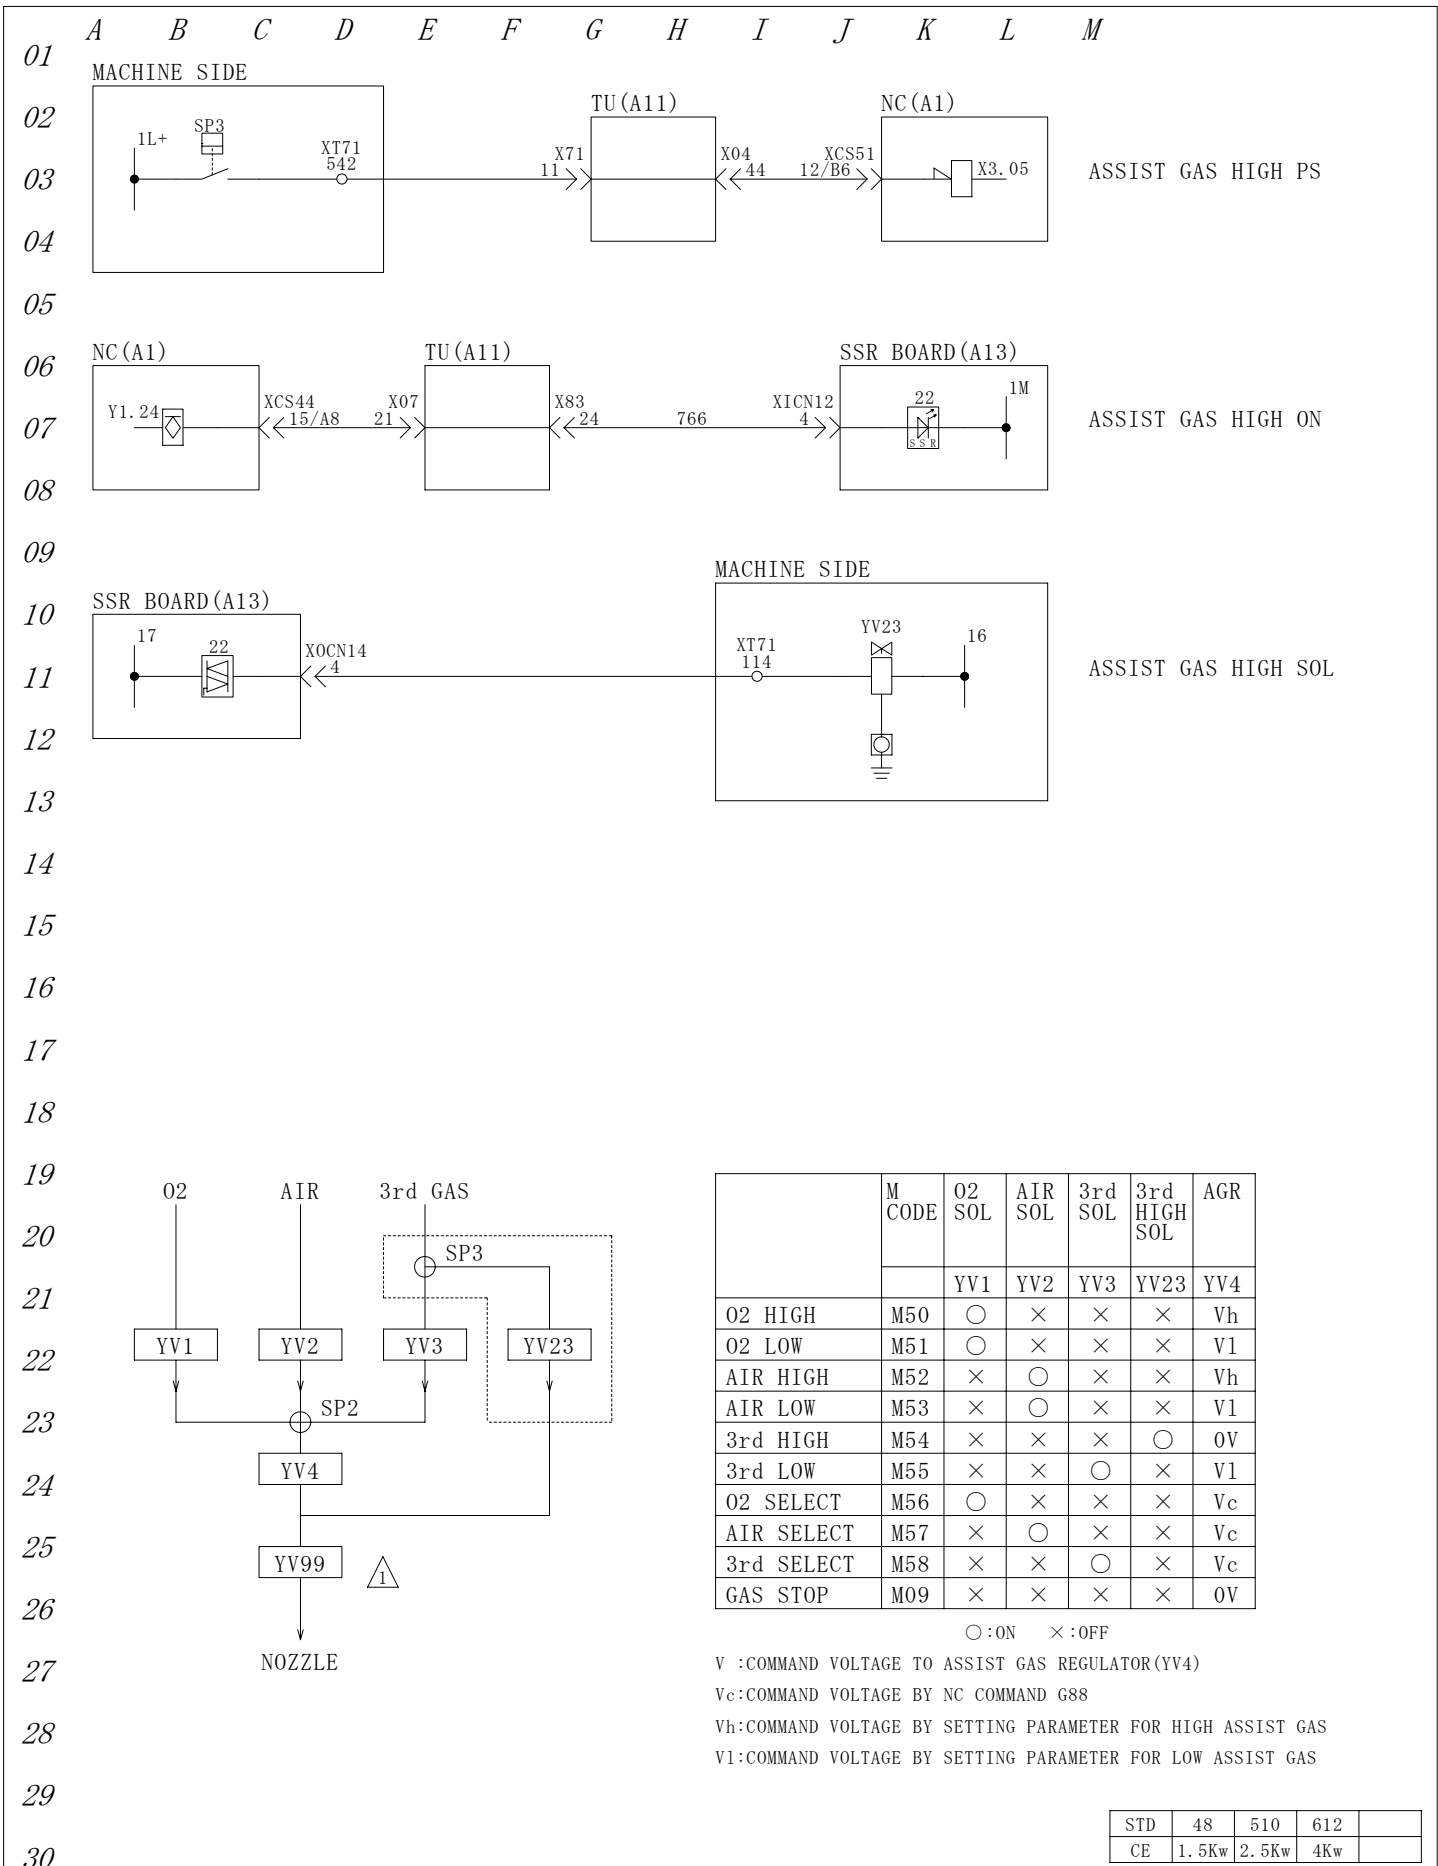 A B C D E F G H I J K L M
01
MACHINE SIDE
02
TU(A11)
NC(A1)
1L+
SP3
XT71
542
X71
11
X04
44
XCS51
12/B6
X3.05
03
ASSIST GAS HIGH PS
04
05
06
NC(A1)
TU(A11)
SSR BOARD(A13)
Y1.24
XCS44
15/A8
X07
21
X83
24
766
XICN12
4
22
SSR
1M
07
ASSIST GAS HIGH ON
08
09
MACHINE SIDE
10
SSR BOARD(A13)
17
22
XOCN14
4
XT71
114
YV23
16
11
ASSIST GAS HIGH SOL
12
13
14
15
16
17
18
19
O2 AIR 3rd GAS
20
SP3
21
YV1 YV2 YV3 YV23
22
23
SP2
24
YV4
25
YV99
1
26
NOZZLE
27
28
29
30
M CODE O2 SOL AIR SOL 3rd SOL 3rd HIGH SOL AGR
YV1 YV2 YV3 YV23 YV4
O2 HIGH M50 ○ × × × Vh
O2 LOW M51 ○ × × × Vl
AIR HIGH M52 × ○ × × Vh
AIR LOW M53 × ○ × × Vl
3rd HIGH M54 × × × ○ 0V
3rd LOW M55 × × ○ × Vl
O2 SELECT M56 ○ × × × Vc
AIR SELECT M57 × ○ × × Vc
3rd SELECT M58 × × ○ × Vc
GAS STOP M09 × × × × 0V
○:ON ×:OFF
V :COMMAND VOLTAGE TO ASSIST GAS REGULATOR(YV4)
Vc:COMMAND VOLTAGE BY NC COMMAND G88
Vh:COMMAND VOLTAGE BY SETTING PARAMETER FOR HIGH ASSIST GAS
Vl:COMMAND VOLTAGE BY SETTING PARAMETER FOR LOW ASSIST GAS
STD 48 510 612
CE 1.5Kw 2.5Kw 4Kw